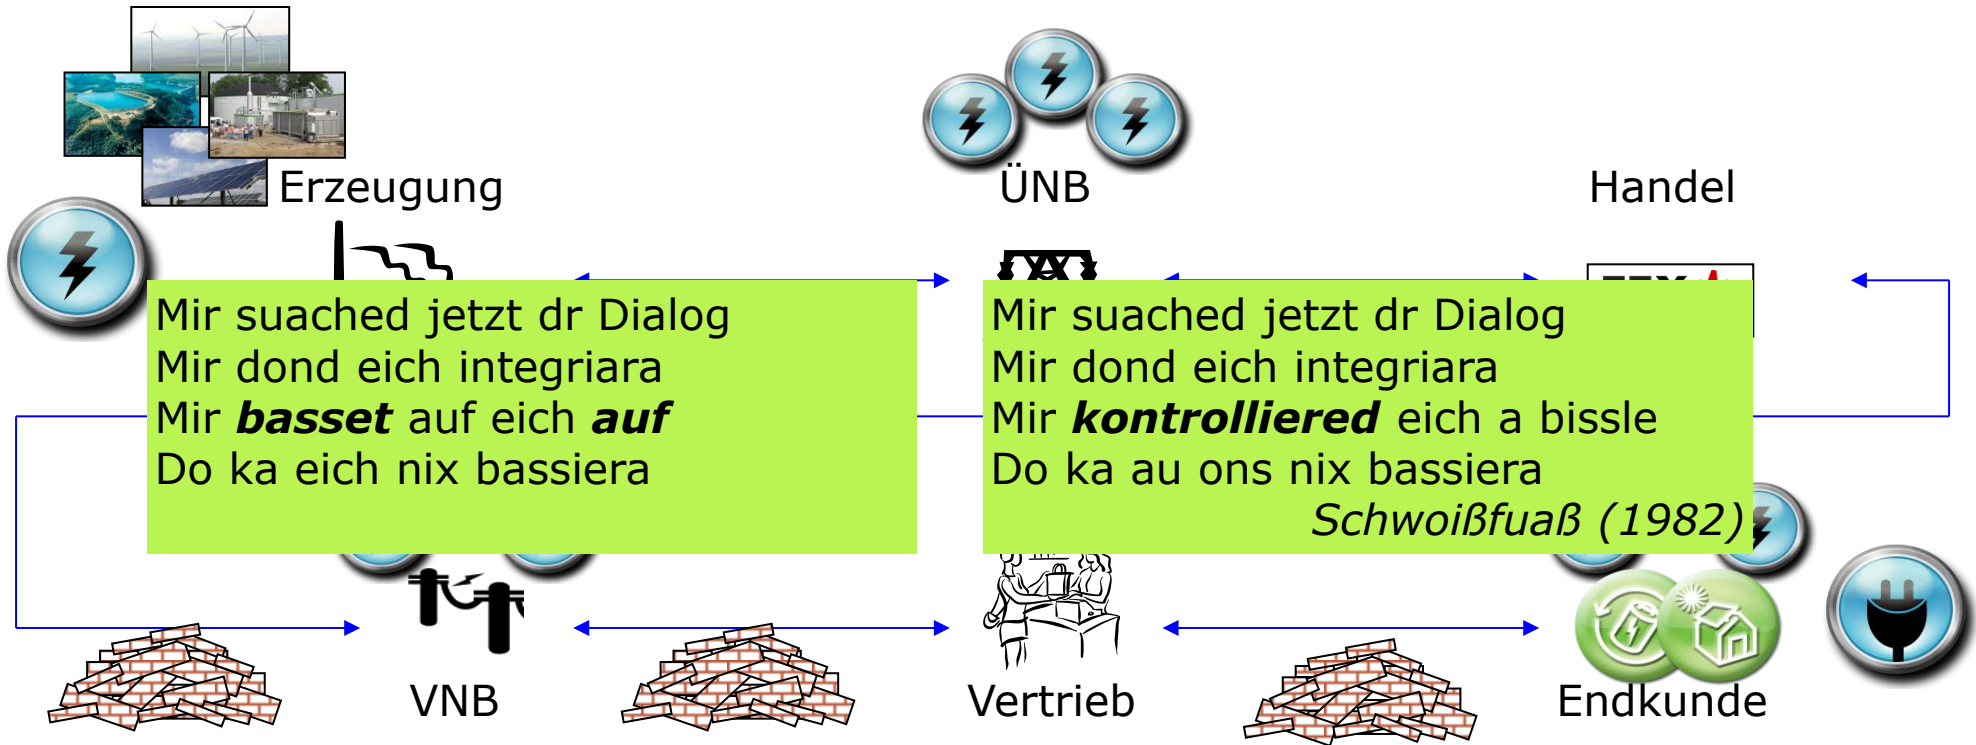 Erzeugung
ÜNB
Handel
Mir suached jetzt dr Dialog
Mir dond eich integriara
Mir basset auf eich auf
Do ka eich nix bassiera
Mir suached jetzt dr Dialog
Mir dond eich integriara
Mir kontrolliered eich a bissle
Do ka au ons nix bassiera
Schwoißfuaß (1982)
VNB
Vertrieb
Endkunde